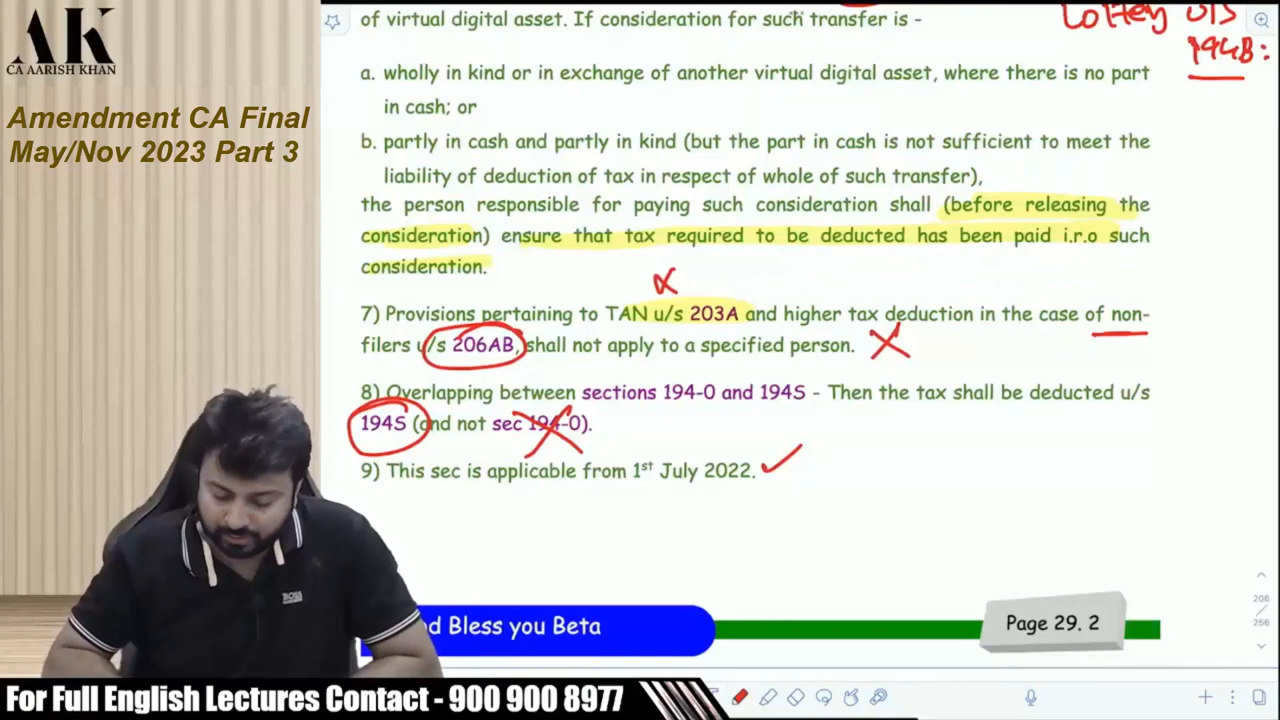 AK
CA AARISH KHAN
Amendment CA Final
May/Nov 2023 Part 3
of virtual digital asset. If consideration for such transfer is -
Lottery U/S
194B:
a. wholly in kind or in exchange of another virtual digital asset, where there is no part
in cash; or
b. partly in cash and partly in kind (but the part in cash is not sufficient to meet the
liability of deduction of tax in respect of whole of such transfer),
the person responsible for paying such consideration shall (before releasing the
consideration) ensure that tax required to be deducted has been paid i.r.o such
consideration.
7) Provisions pertaining to TAN u/s 203A and higher tax deduction in the case of non-
filers u/s 206AB, shall not apply to a specified person.
8) Overlapping between sections 194-O and 194S - Then the tax shall be deducted u/s
194S (and not sec 194-O).
9) This sec is applicable from 1st July 2022.
BOSS
d Bless you Beta
Page 29. 2
208
/
256
For Full English Lectures Contact - 900 900 8977